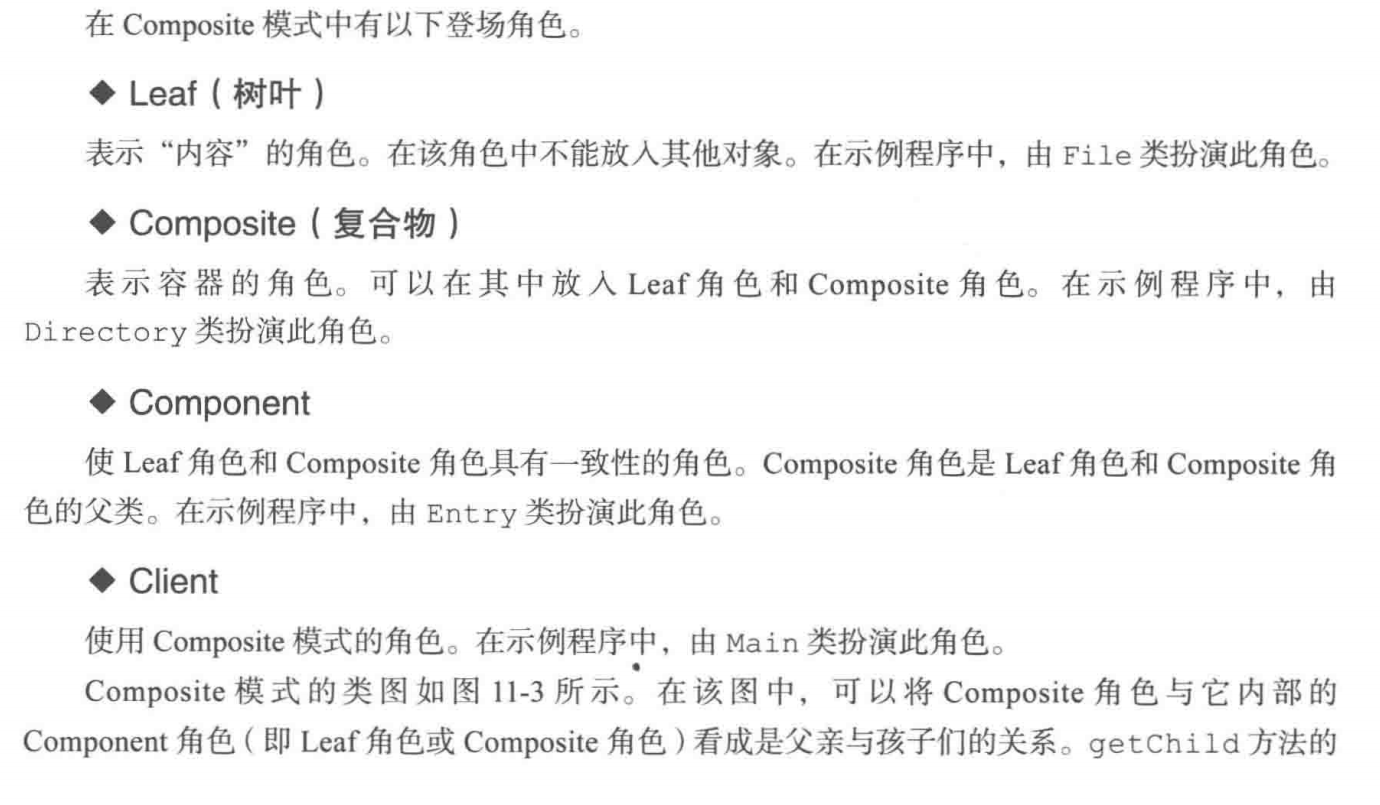 在 Composite 模式中有以下登场角色。
◆ Leaf（树叶）
表示“内容”的角色。在该角色中不能放入其他对象。在示例程序中，由 File 类扮演此角色。
◆ Composite（复合物）
表示容器的角色。可以在其中放入 Leaf 角色和 Composite 角色。在示例程序中，由
Directory 类扮演此角色。
◆ Component
使 Leaf 角色和 Composite 角色具有一致性的角色。Composite 角色是 Leaf 角色和 Composite 角
色的父类。在示例程序中，由 Entry 类扮演此角色。
◆ Client
使用 Composite 模式的角色。在示例程序中，由 Main 类扮演此角色。
Composite 模式的类图如图 11-3 所示。在该图中，可以将 Composite 角色与它内部的
Component 角色（即 Leaf 角色或 Composite 角色）看成是父亲与孩子们的关系。getChild 方法的